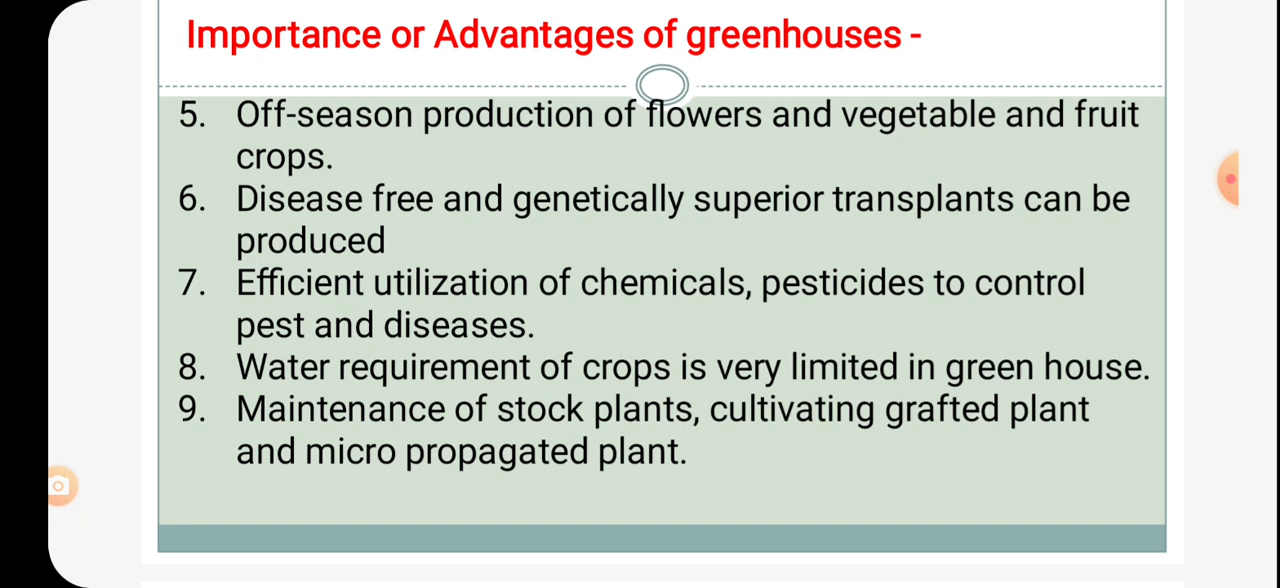 Importance or Advantages of greenhouses -
5. Off-season production of flowers and vegetable and fruit
crops.
6. Disease free and genetically superior transplants can be
produced
7. Efficient utilization of chemicals, pesticides to control
pest and diseases.
8. Water requirement of crops is very limited in green house.
9. Maintenance of stock plants, cultivating grafted plant
and micro propagated plant.